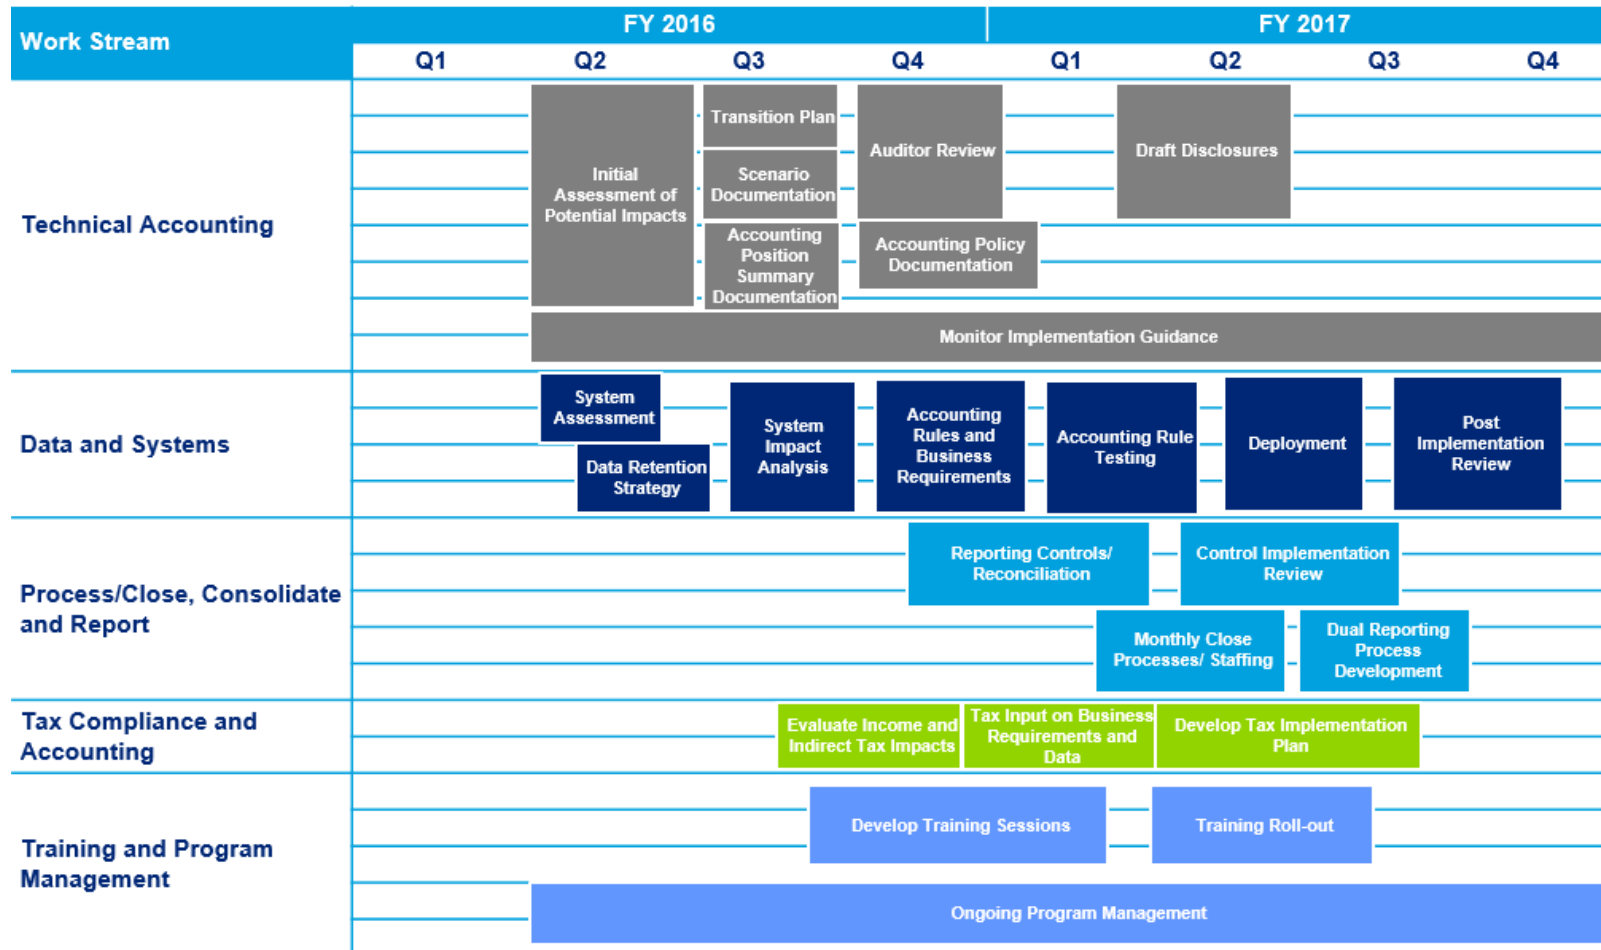 Work Stream
FY 2016
FY 2017
Q1
Q2
Q3
Q4
Q1
Q2
Q3
Q4
Technical Accounting
Initial
Assessment of
Potential Impacts
Transition Plan
Scenario
Documentation
Accounting
Position
Summary
Documentation
Auditor Review
Accounting Policy
Documentation
Draft Disclosures
Monitor Implementation Guidance
Data and Systems
System
Assessment
Data Retention
Strategy
System
Impact
Analysis
Accounting
Rules and
Business
Requirements
Accounting Rule
Testing
Deployment
Post
Implementation
Review
Process/Close, Consolidate
and Report
Reporting Controls/
Reconciliation
Control Implementation
Review
Monthly Close
Processes/ Staffing
Dual Reporting
Process
Development
Tax Compliance and
Accounting
Evaluate Income and
Indirect Tax Impacts
Tax Input on Business
Requirements and
Data
Develop Tax Implementation
Plan
Training and Program
Management
Develop Training Sessions
Training Roll-out
Ongoing Program Management